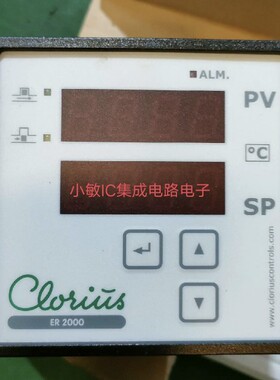 ALM.
PV
°C
小敏IC集成电路电子
SP
www.cloriuscontrols.com
Clorius
ER 2000